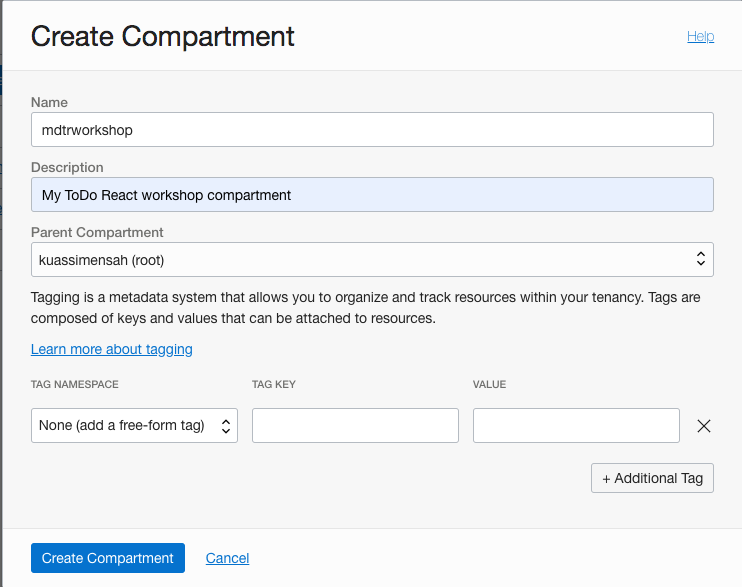 Create Compartment
Help
Name
mdtrworkshop
Description
My ToDo React workshop compartment
Parent Compartment
kuassimensah (root)
Tagging is a metadata system that allows you to organize and track resources within your tenancy. Tags are
composed of keys and values that can be attached to resources.
Learn more about tagging
TAG NAMESPACE TAG KEY VALUE
None (add a free-form tag)
+ Additional Tag
Create Compartment Cancel